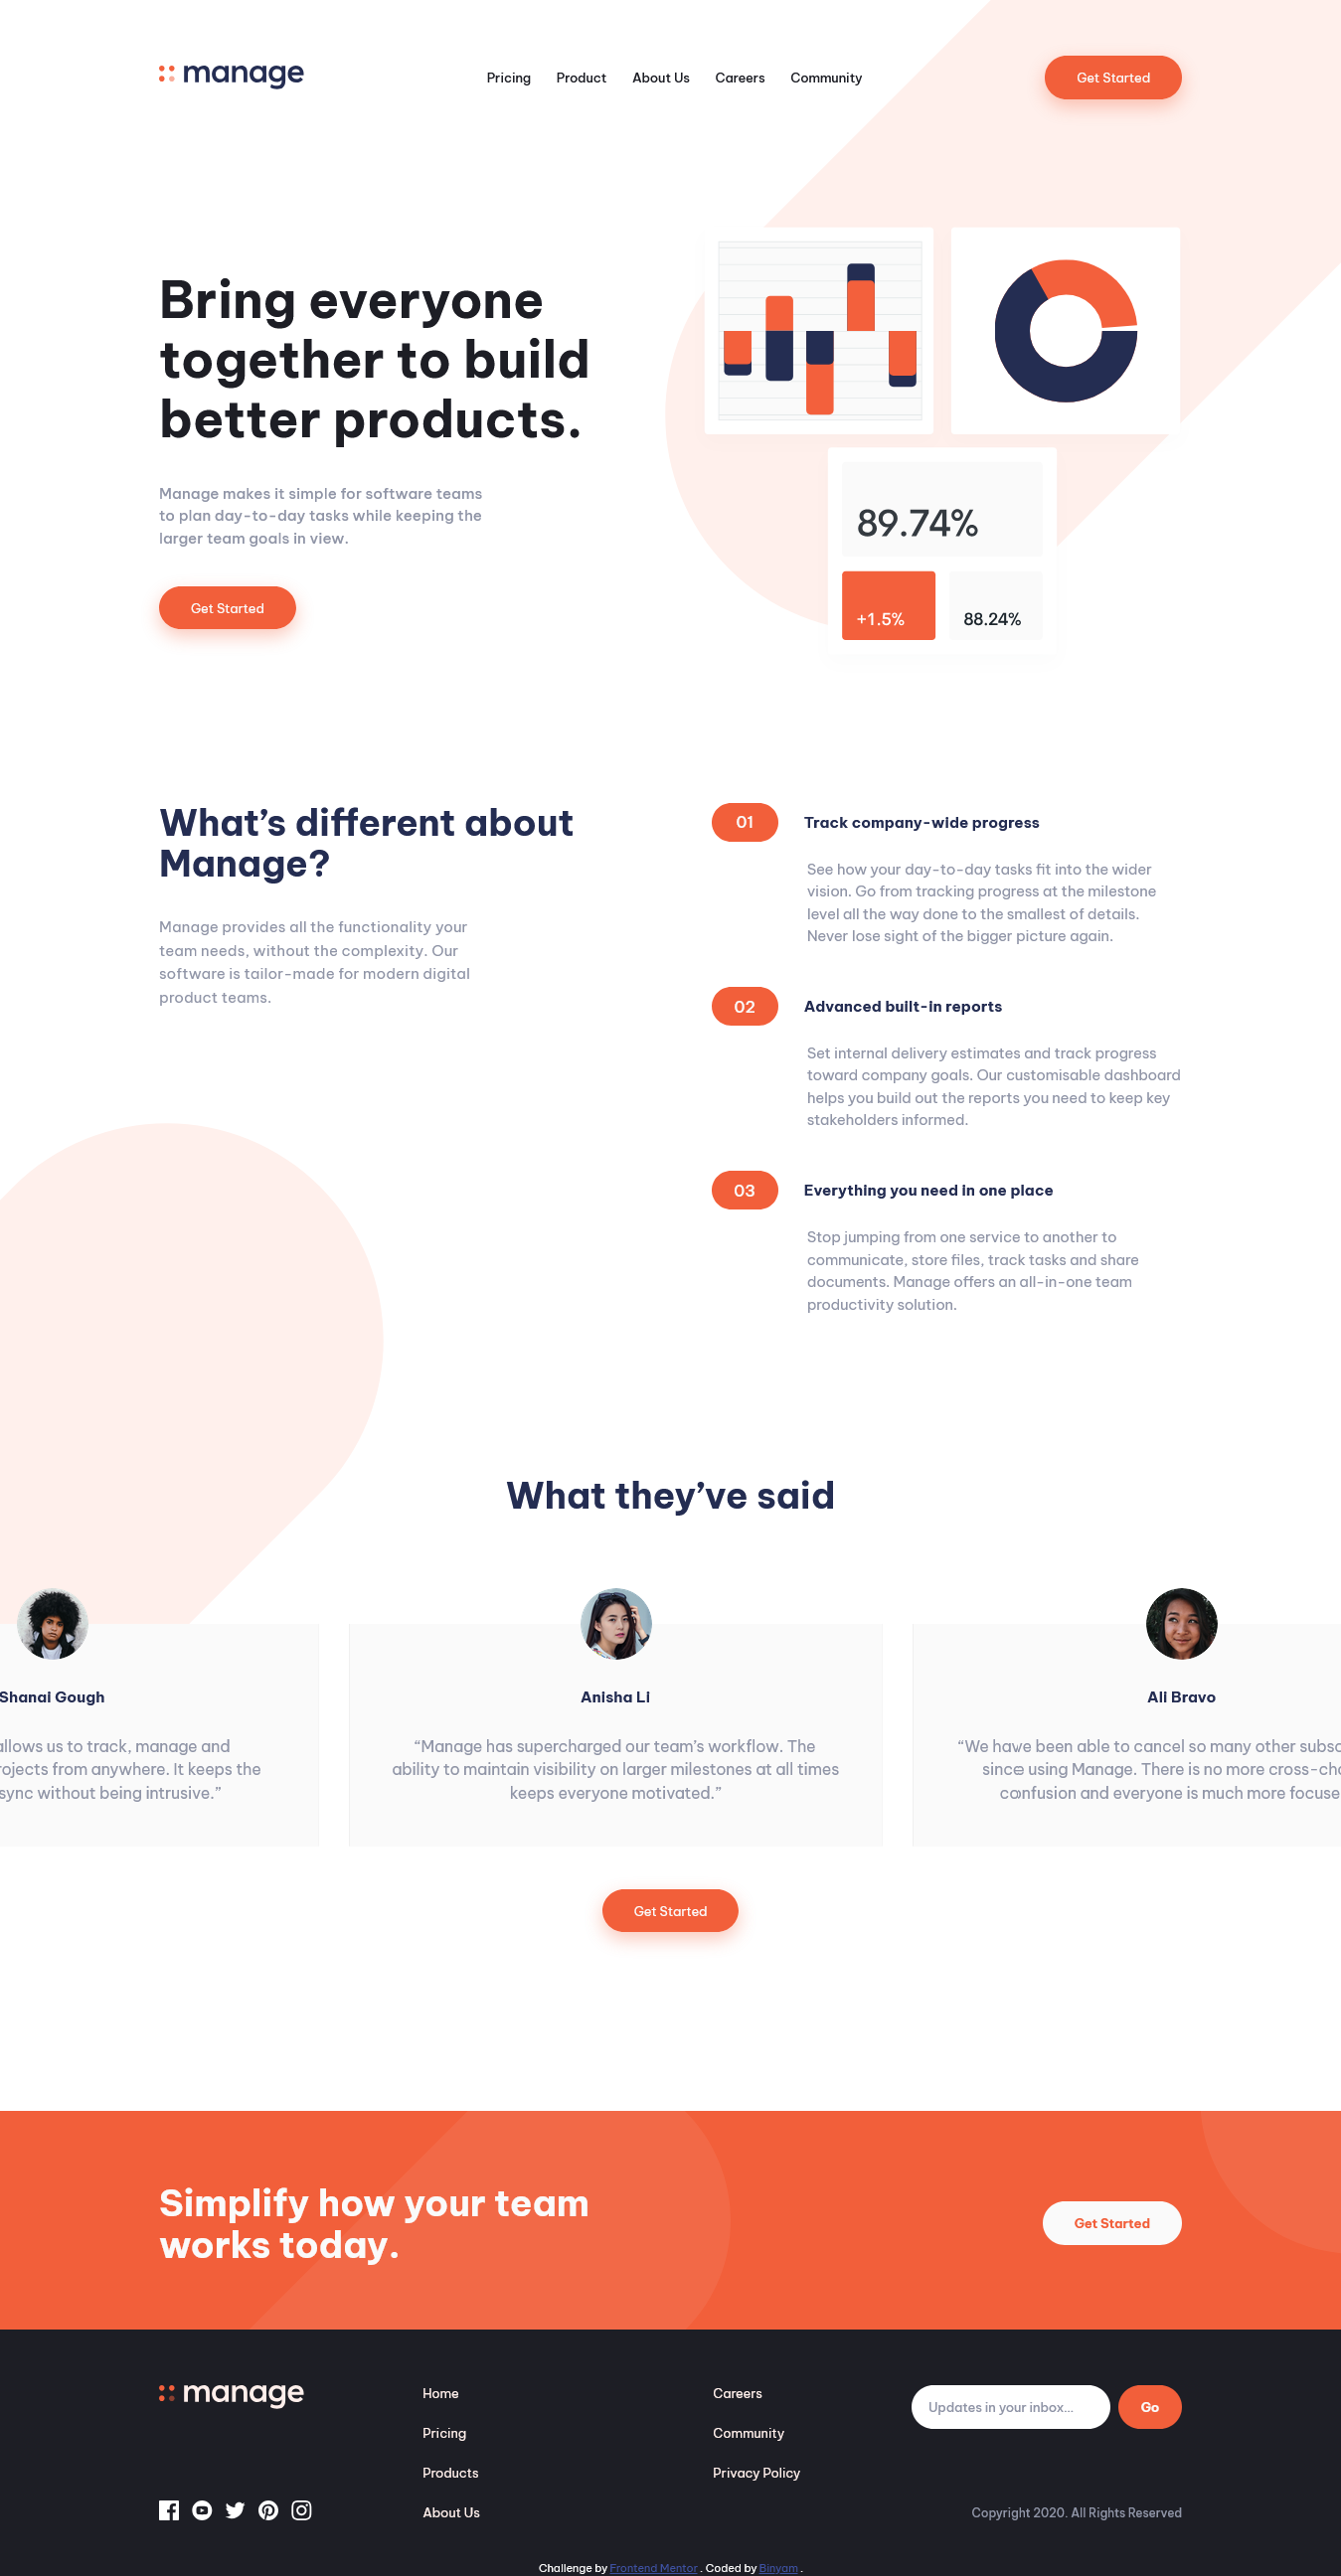 manage
Pricing Product About Us Careers Community
Get Started
Bring everyone
together to build
better products.
Manage makes it simple for software teams
to plan day-to-day tasks while keeping the
larger team goals in view.
Get Started
89.74%
+1.5%
88.24%
What’s different about
Manage?
Manage provides all the functionality your
team needs, without the complexity. Our
software is tailor-made for modern digital
product teams.
01 Track company-wide progress
See how your day-to-day tasks fit into the wider
vision. Go from tracking progress at the milestone
level all the way done to the smallest of details.
Never lose sight of the bigger picture again.
02 Advanced built-in reports
Set internal delivery estimates and track progress
toward company goals. Our customisable dashboard
helps you build out the reports you need to keep key
stakeholders informed.
03 Everything you need in one place
Stop jumping from one service to another to
communicate, store files, track tasks and share
documents. Manage offers an all-in-one team
productivity solution.
What they’ve said
Shanai Gough
allows us to track, manage and
rojects from anywhere. It keeps the
sync without being intrusive.”
Anisha Li
“Manage has supercharged our team’s workflow. The
ability to maintain visibility on larger milestones at all times
keeps everyone motivated.”
Ali Bravo
“We have been able to cancel so many other subsc
since using Manage. There is no more cross-cha
confusion and everyone is much more focuse
Get Started
Simplify how your team
works today.
Get Started
manage
Home
Pricing
Products
About Us
Careers
Community
Privacy Policy
Updates in your inbox...
Go
Copyright 2020. All Rights Reserved
Challenge by Frontend Mentor . Coded by Binyam .